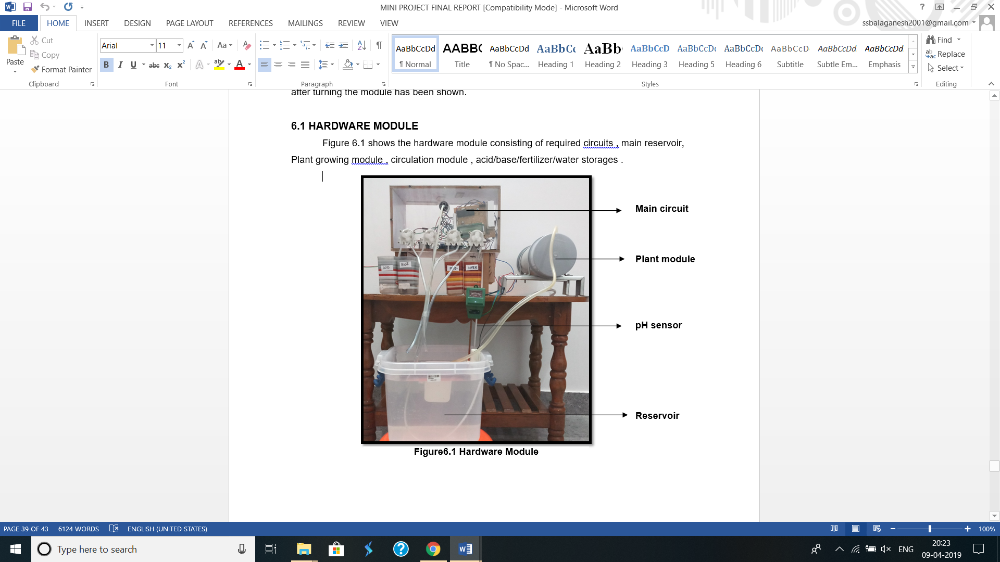 MINI PROJECT FINAL REPORT [Compatibility Mode] - Microsoft Word
?
FILE HOME INSERT DESIGN PAGE LAYOUT REFERENCES MAILINGS REVIEW VIEW
ssbalaganesh2001@gmail.com
Paste
Cut
Copy
Format Painter
Clipboard
Arial 11
B I U abc x₂ x²
Font
Paragraph
AaBbCcDd AABBC AaBbCcDd AaBbCc AaBb AaBbCcD AaBbCcDc AaBbCcDc AaBbCcD AaBbCcDd AaBbCcDd
¶ Normal Title ¶ No Spac... Heading 1 Heading 2 Heading 3 Heading 5 Heading 6 Subtitle Subtle Em... Emphasis
Styles
Find
Replace
Select
Editing
after turning the module has been shown.
6.1 HARDWARE MODULE
Figure 6.1 shows the hardware module consisting of required circuits , main reservoir,
Plant growing module , circulation module , acid/base/fertilizer/water storages .
Main circuit
Plant module
ACID BASE WATER
pH sensor
Reservoir
Figure6.1 Hardware Module
PAGE 39 OF 43 6124 WORDS ENGLISH (UNITED STATES)
100%
Type here to search
ENG
20:23
09-04-2019